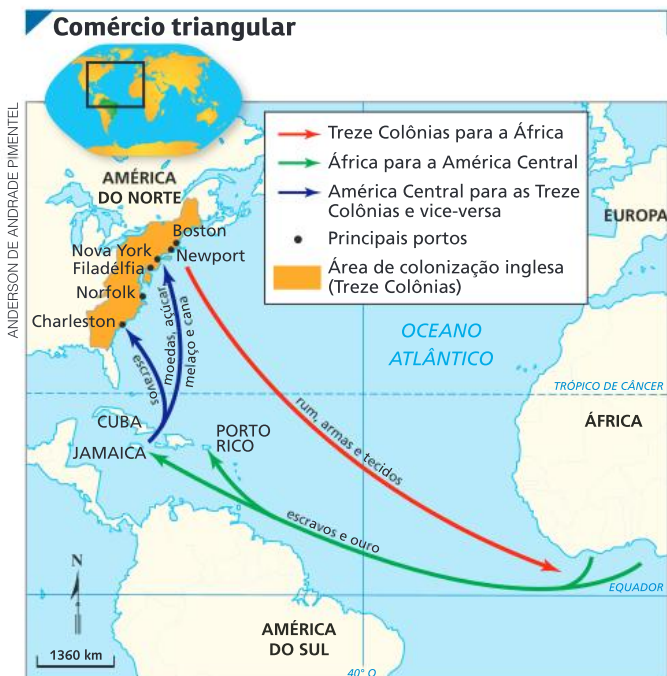 Comércio triangular
ANDERSON DE ANDRADE PIMENTEL
Treze Colônias para a África
África para a América Central
América Central para as Treze
Colônias e vice-versa
Principais portos
Área de colonização inglesa
(Treze Colônias)
AMÉRICA
DO NORTE
EUROPA
Boston
Nova York
Newport
Filadélfia
Norfolk
Charleston
OCEANO
ATLÂNTICO
escravos
moedas, açúcar,
melaço e cana
TRÓPICO DE CÂNCER
rum, armas e tecidos
ÁFRICA
CUBA
PORTO
RICO
JAMAICA
escravos e ouro
N
EQUADOR
AMÉRICA
DO SUL
1360 km
40° O